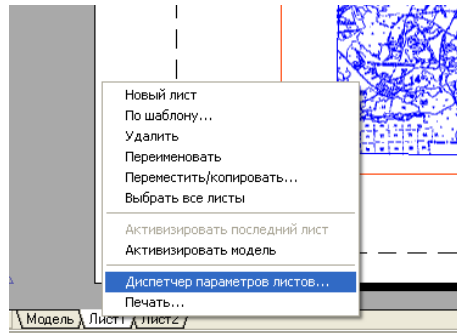 Новый лист
По шаблону...
Удалить
Переименовать
Переместить/копировать...
Выбрать все листы
Активизировать последний лист
Активизировать модель
Диспетчер параметров листов...
Печать...
Модель Лист1 Лист2